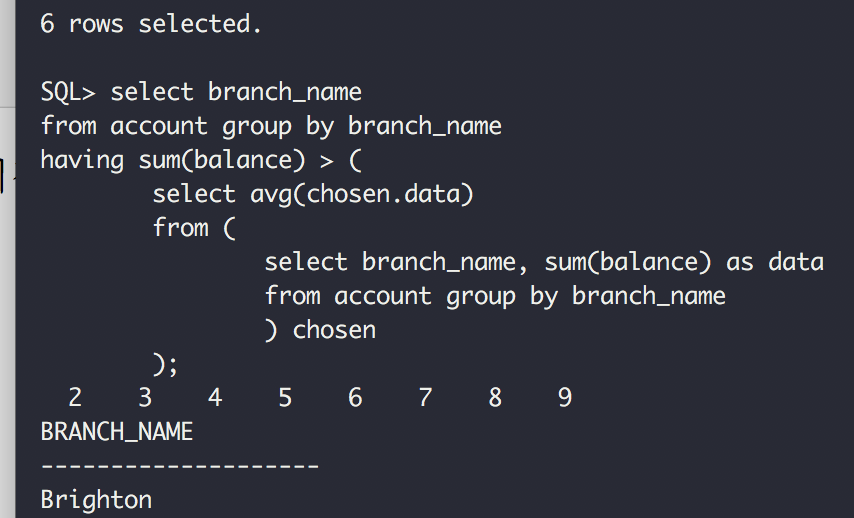 6 rows selected.
SQL> select branch_name
from account group by branch_name
having sum(balance) > (
select avg(chosen.data)
from (
select branch_name, sum(balance) as data
from account group by branch_name
) chosen
);
2 3 4 5 6 7 8 9
BRANCH_NAME
--------------------
Brighton